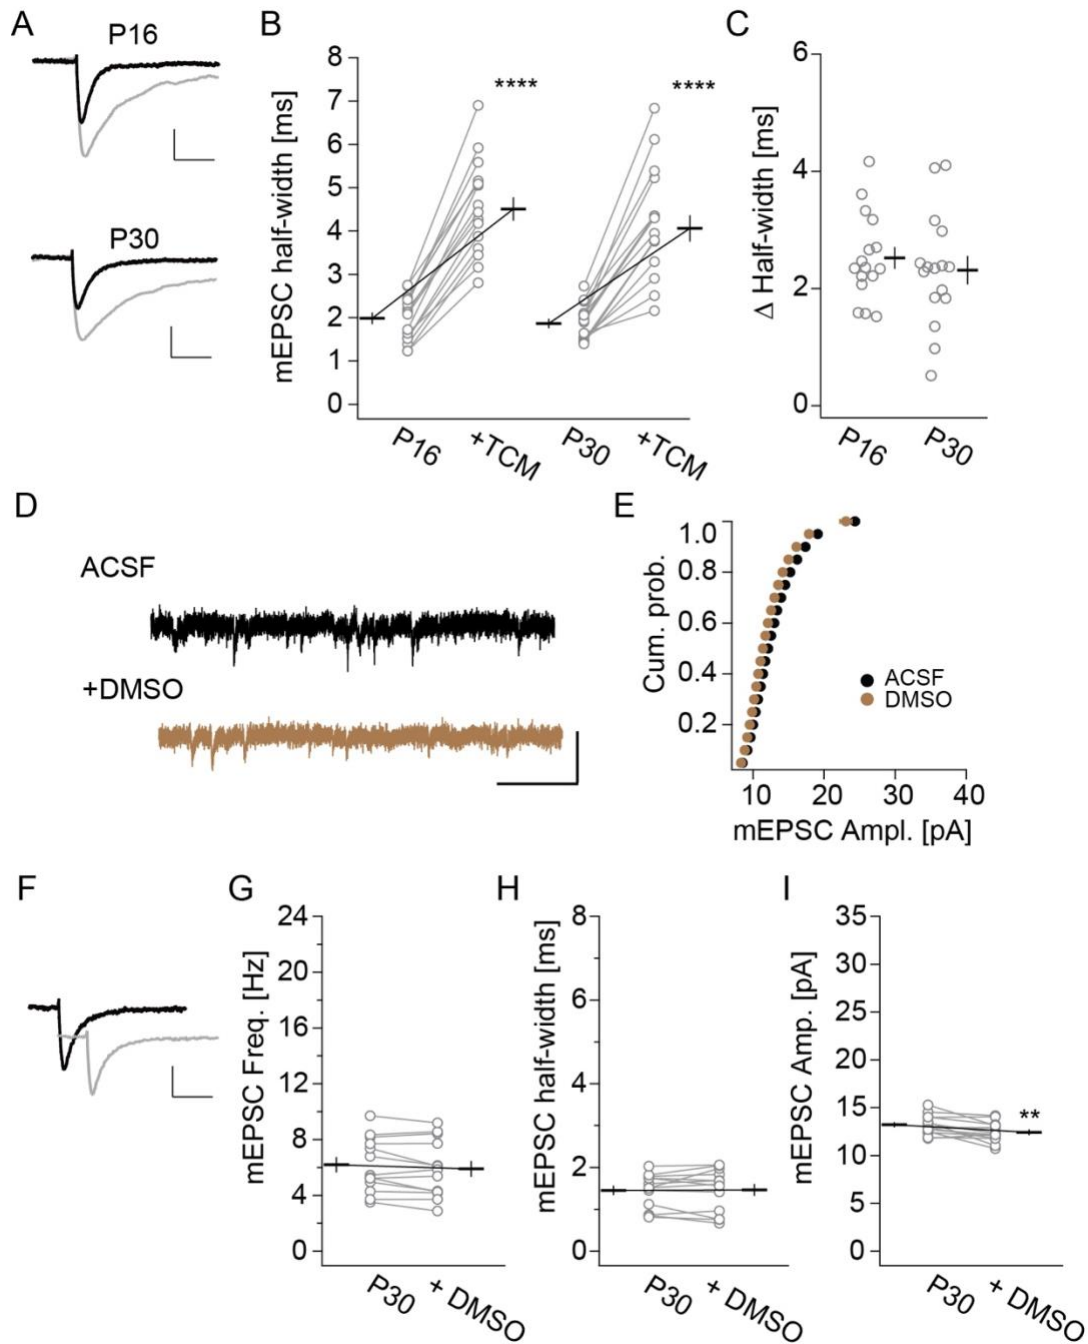 A
P16
P30
B
mEPSC half-width [ms]
8
7
6
5
4
3
2
1
0
****
****
P16
+TCM
P30
+TCM
C
Δ Half-width [ms]
6
4
2
0
P16
P30
D
ACSF
+DMSO
E
Cum. prob.
1.0
0.8
0.6
0.4
0.2
ACSF
DMSO
10 20 30 40
mEPSC Ampl. [pA]
F
G
mEPSC Freq. [Hz]
24
20
16
12
8
4
0
P30
+ DMSO
H
mEPSC half-width [ms]
8
6
4
2
0
P30
+ DMSO
I
mEPSC Amp. [pA]
35
30
25
20
15
10
5
0
**
P30
+ DMSO